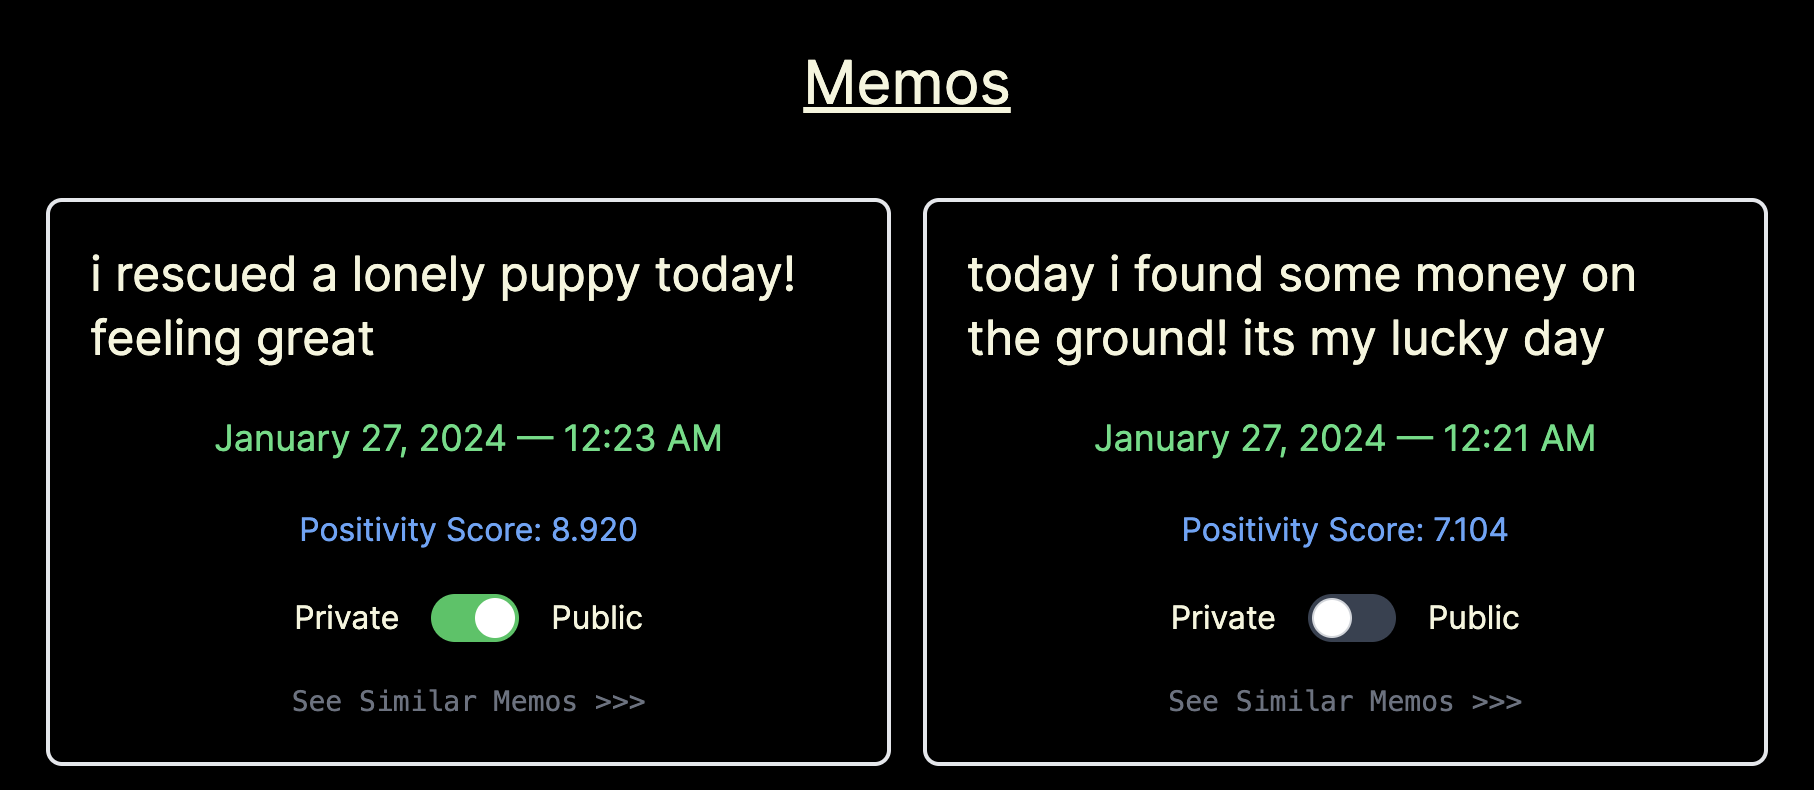 Memos
i rescued a lonely puppy today!
feeling great
January 27, 2024 — 12:23 AM
Positivity Score: 8.920
Private Public
See Similar Memos >>>
today i found some money on
the ground! its my lucky day
January 27, 2024 — 12:21 AM
Positivity Score: 7.104
Private Public
See Similar Memos >>>